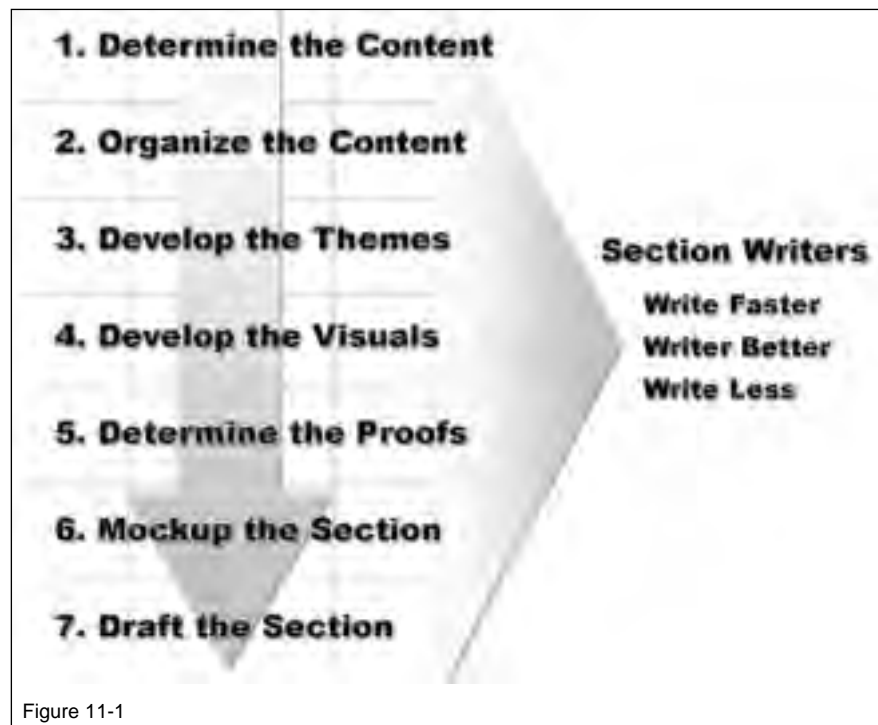 1. Determine the Content
2. Organize the Content
3. Develop the Themes
4. Develop the Visuals
5. Determine the Proofs
6. Mockup the Section
7. Draft the Section
Section Writers
Write Faster
Writer Better
Write Less
Figure 11-1